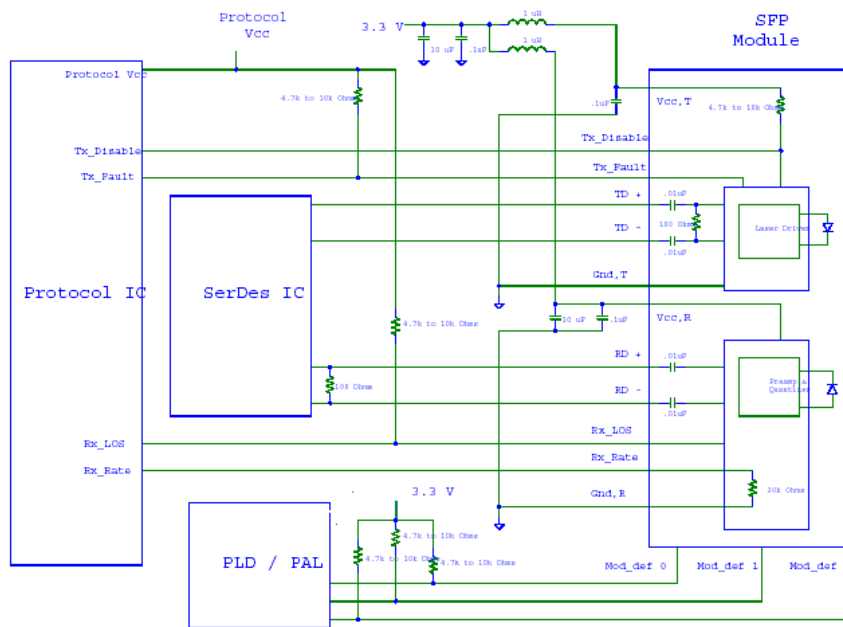 Protocol
Vcc
3.3 V
1 uH
SFP
Module
10 uF
.1uF
1 uH
Protocol Vcc
4.7k to 10k Ohms
.1uF
Vcc,T
4.7k to 10k Ohms
Tx_Disable
Tx_Disable
Tx_Fault
Tx_Fault
TD +
.01uF
TD -
100 Ohms
Laser Driver
.01uF
Gnd,T
Protocol IC
SerDes IC
10 uF
.1uF
Vcc,R
4.7k to 10k Ohms
RD +
.01uF
100 Ohms
RD -
Preamp &
Quantizer
.01uF
Rx_LOS
Rx_LOS
Rx_Rate
Rx_Rate
3.3 V
Gnd,R
30k Ohms
4.7k to 10k Ohms
4.7k to 10k Ohms
4.7k to 10k Ohms
PLD / PAL
Mod_def 0
Mod_def 1
Mod_def